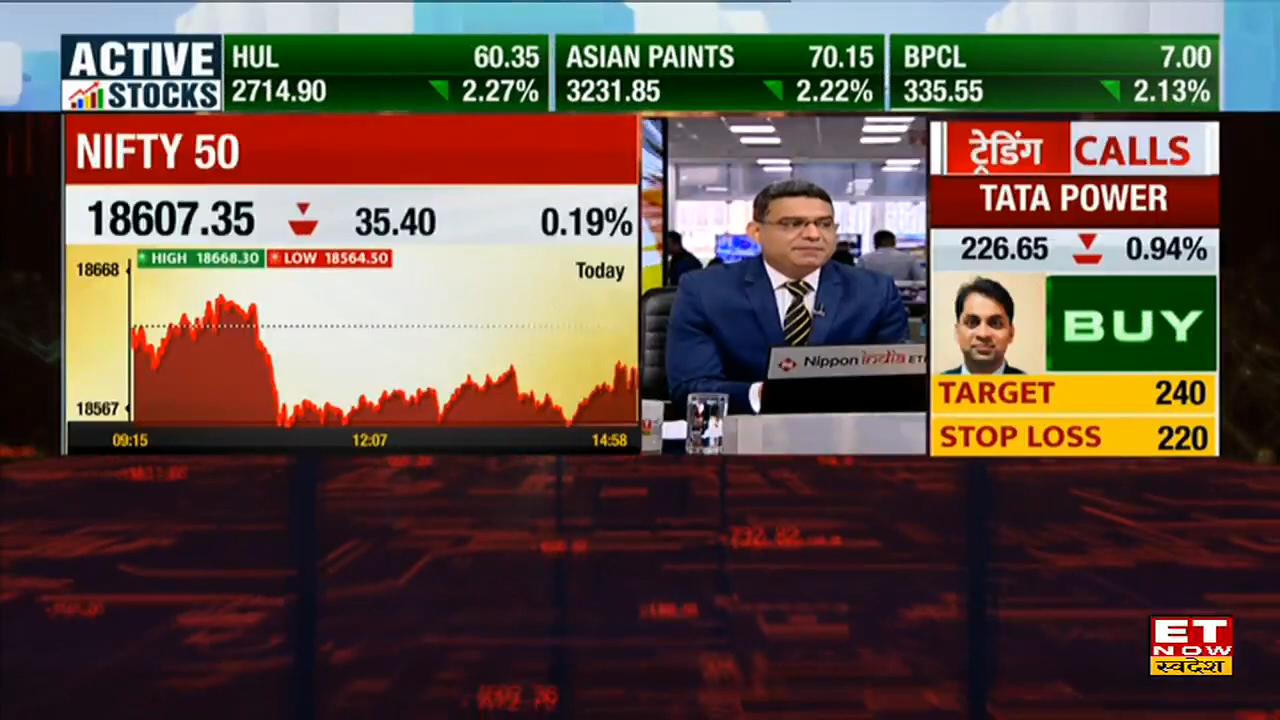 ACTIVE
STOCKS
HUL 60.35
2714.90 2.27%
ASIAN PAINTS 70.15
3231.85 2.22%
BPCL 7.00
335.55 2.13%
NIFTY 50
18607.35 35.40 0.19%
HIGH 18668.30 LOW 18564.50
Today
18668
18567
09:15 12:07 14:58
Nippon india ET
ट्रेडिंग CALLS
TATA POWER
226.65 0.94%
BUY
TARGET 240
STOP LOSS 220
732.82
ET
NOW
स्वदेश